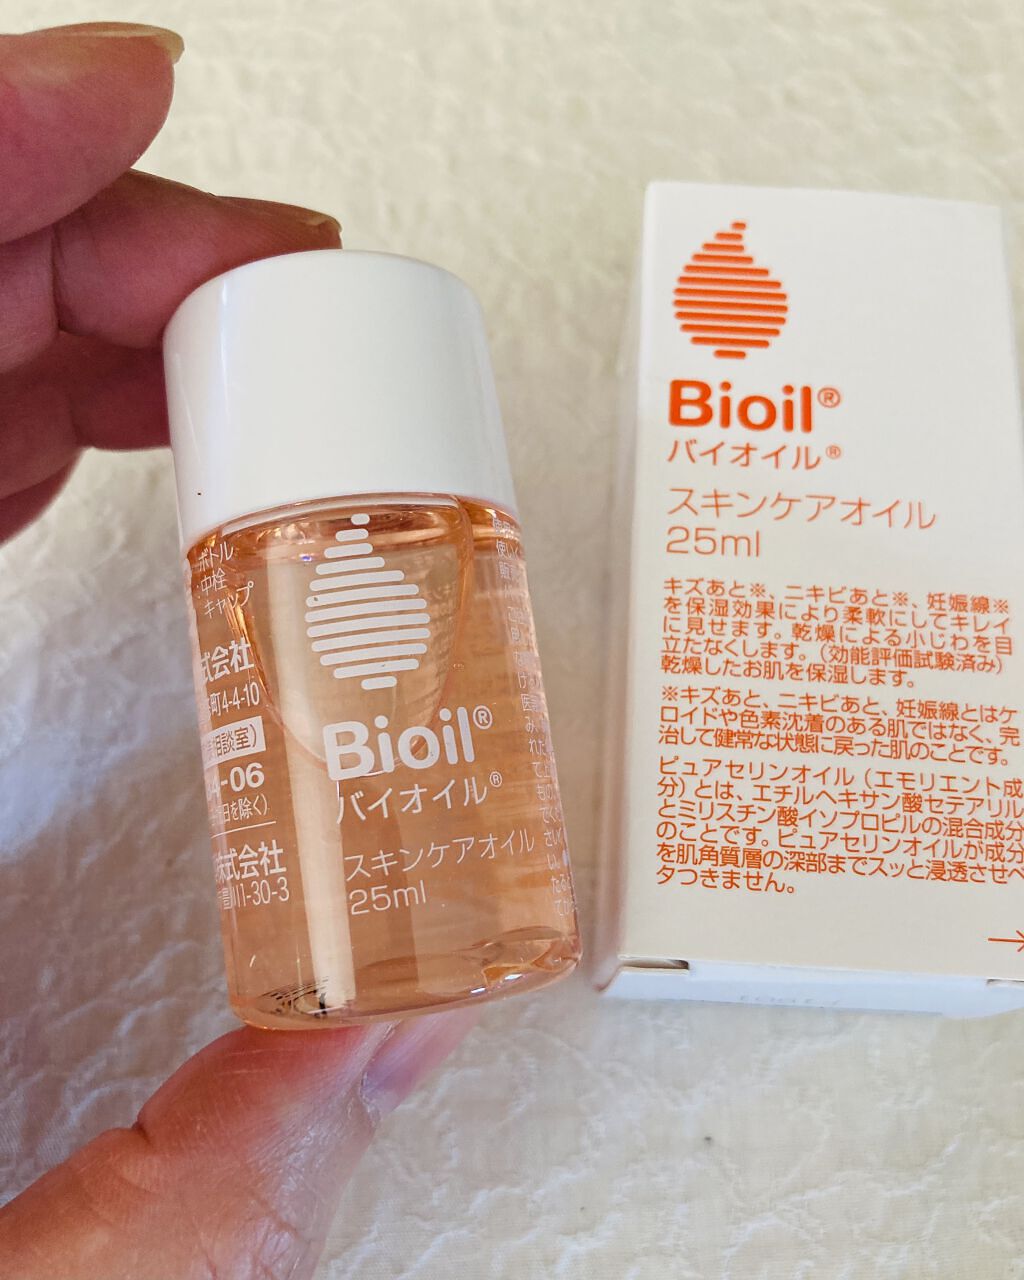 ボトル
中栓
キャップ
式会社
町4-4-10
相談室)
-06
日を除く)
株式会社
川1-30-3
Bioil®
バイオイル®
スキンケアオイル
25ml
Bioil®
バイオイル®
スキンケアオイル
25ml
キズあと※、ニキビあと※、妊娠線※
を保湿効果により柔軟にしてキレイ
に見せます。乾燥による小じわを目
立たなくします。(効能評価試験済み)
乾燥したお肌を保湿します。
※キズあと、ニキビあと、妊娠線とはケ
ロイドや色素沈着のある肌ではなく、完
治して健常な状態に戻った肌のことです。
ピュアセリンオイル(エモリエント成
分)とは、エチルヘキサン酸セテアリル
とミリスチン酸イソプロピルの混合成分
のことです。ピュアセリンオイルが成分
を肌角質層の深部までスッと浸透させベ
タつきません。